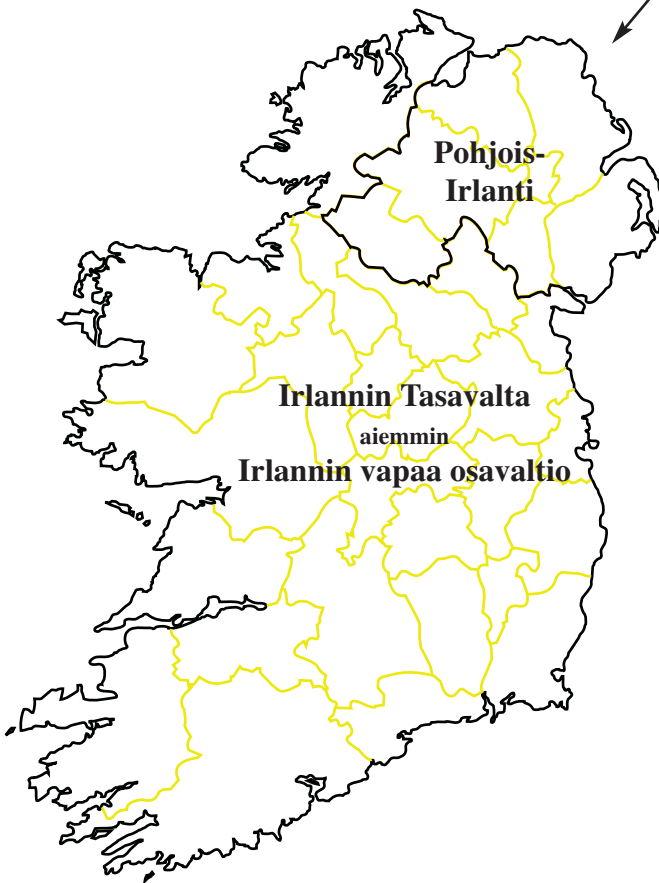 Pohjois-
Irlanti
Irlannin Tasavalta
aiemmin
Irlannin vapaa osavaltio